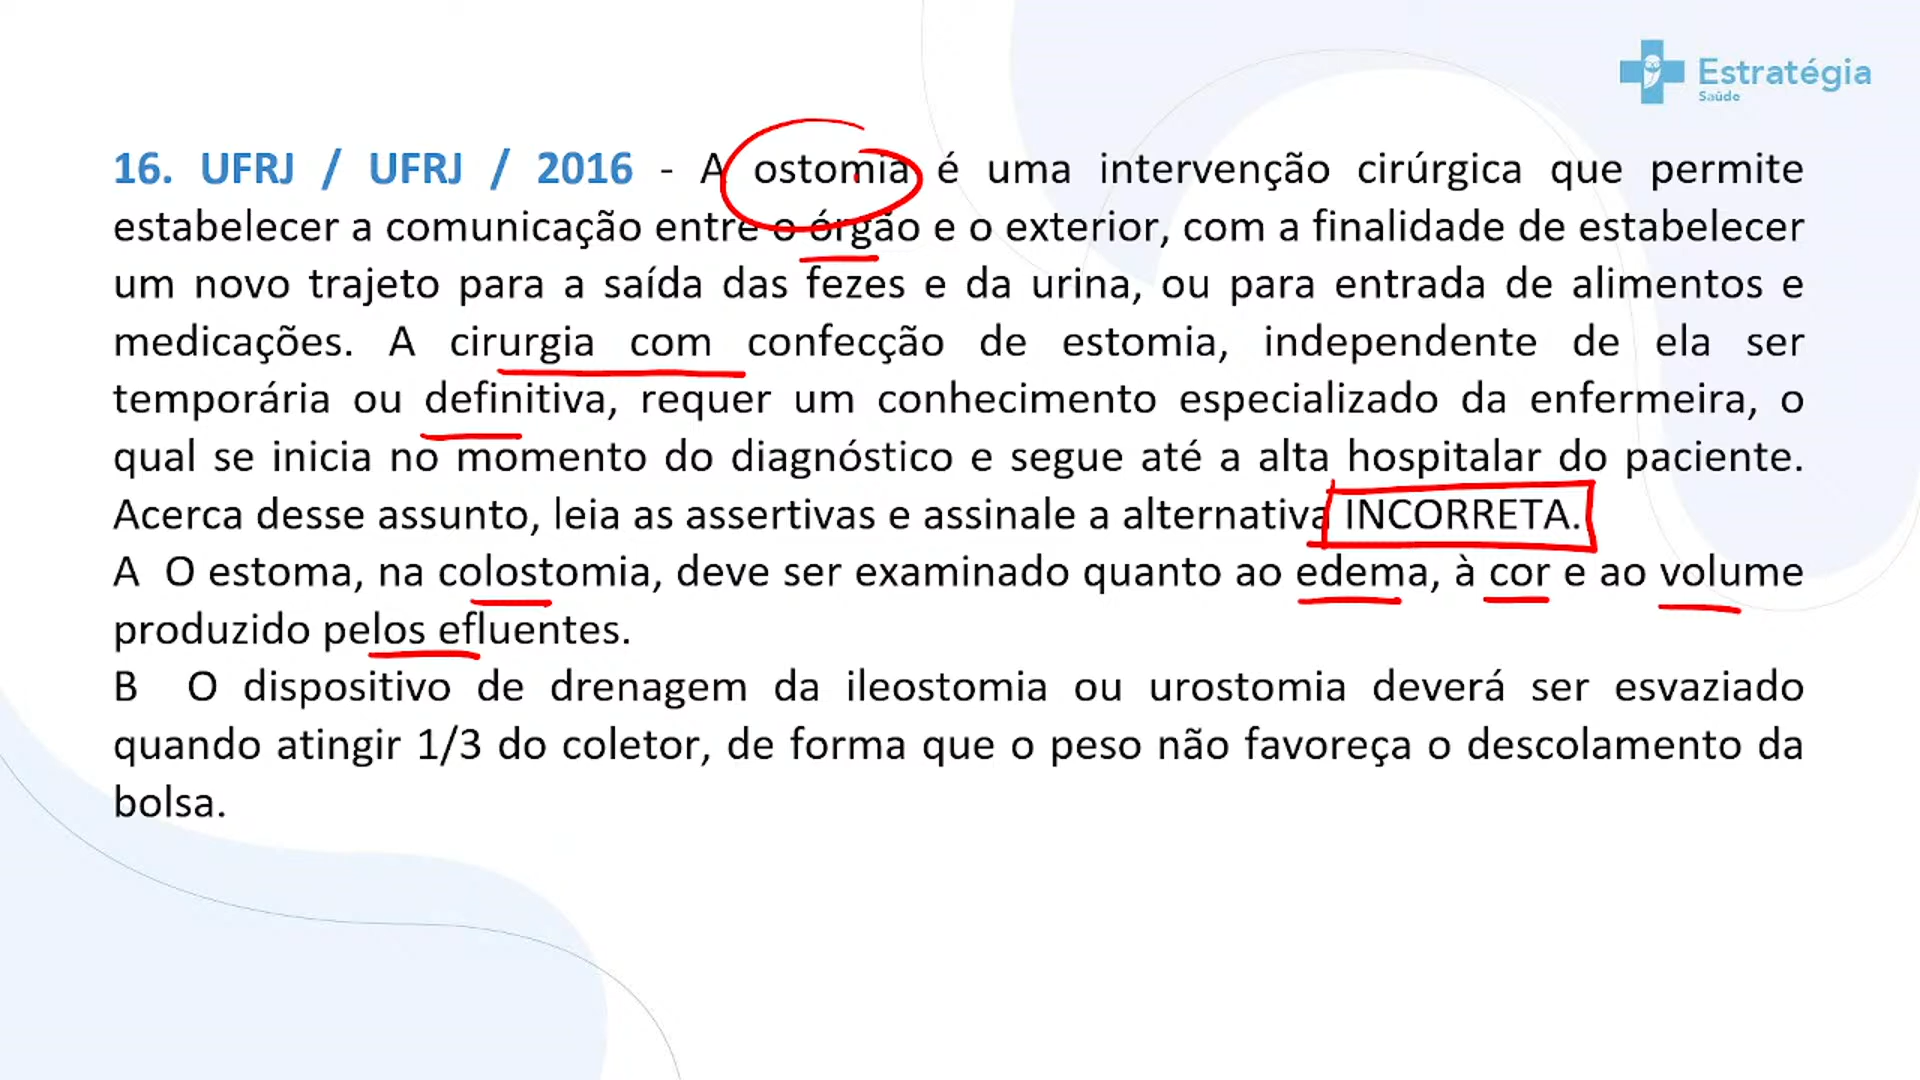 Estratégia
Saúde
16. UFRJ / UFRJ / 2016 - A ostomia é uma intervenção cirúrgica que permite
estabelecer a comunicação entre o órgão e o exterior, com a finalidade de estabelecer
um novo trajeto para a saída das fezes e da urina, ou para entrada de alimentos e
medicações. A cirurgia com confecção de estomia, independente de ela ser
temporária ou definitiva, requer um conhecimento especializado da enfermeira, o
qual se inicia no momento do diagnóstico e segue até a alta hospitalar do paciente.
Acerca desse assunto, leia as assertivas e assinale a alternativa INCORRETA.
A O estoma, na colostomia, deve ser examinado quanto ao edema, à cor e ao volume
produzido pelos efluentes.
B O dispositivo de drenagem da ileostomia ou urostomia deverá ser esvaziado
quando atingir 1/3 do coletor, de forma que o peso não favoreça o descolamento da
bolsa.